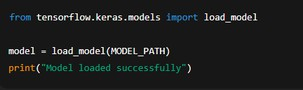 from tensorflow.keras.models import load_model
model = load_model(MODEL_PATH)
print("Model loaded successfully")